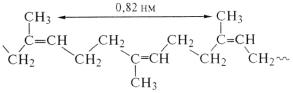 CH₃ 0,82 нм CH₃
C=CH CH₂ CH₂ C=CH
CH₂ CH₂ C=CH CH₂ CH₂
CH₃